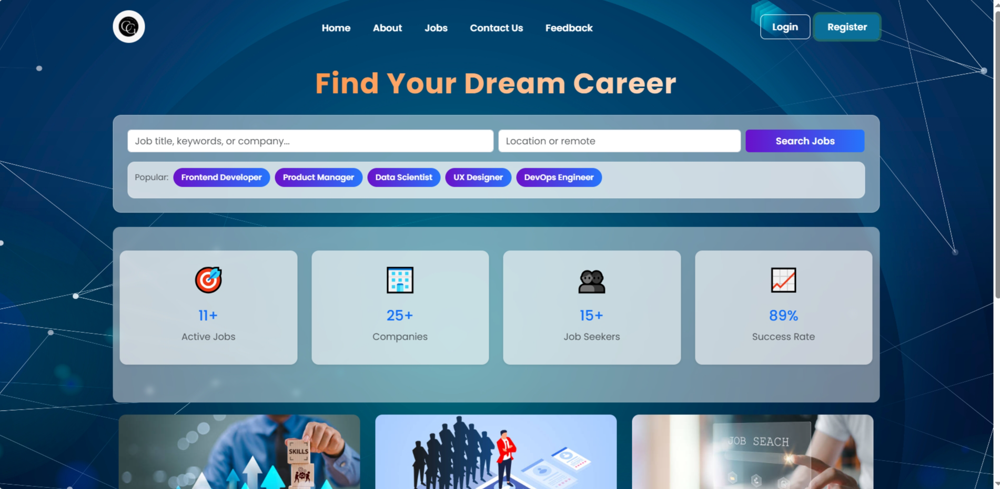 CG
Home About Jobs Contact Us Feedback Login Register
Find Your Dream Career
Job title, keywords, or company... Location or remote Search Jobs
Popular: Frontend Developer Product Manager Data Scientist UX Designer DevOps Engineer
11+ 25+ 15+ 89%
Active Jobs Companies Job Seekers Success Rate
JOB SEACH
SKILLS